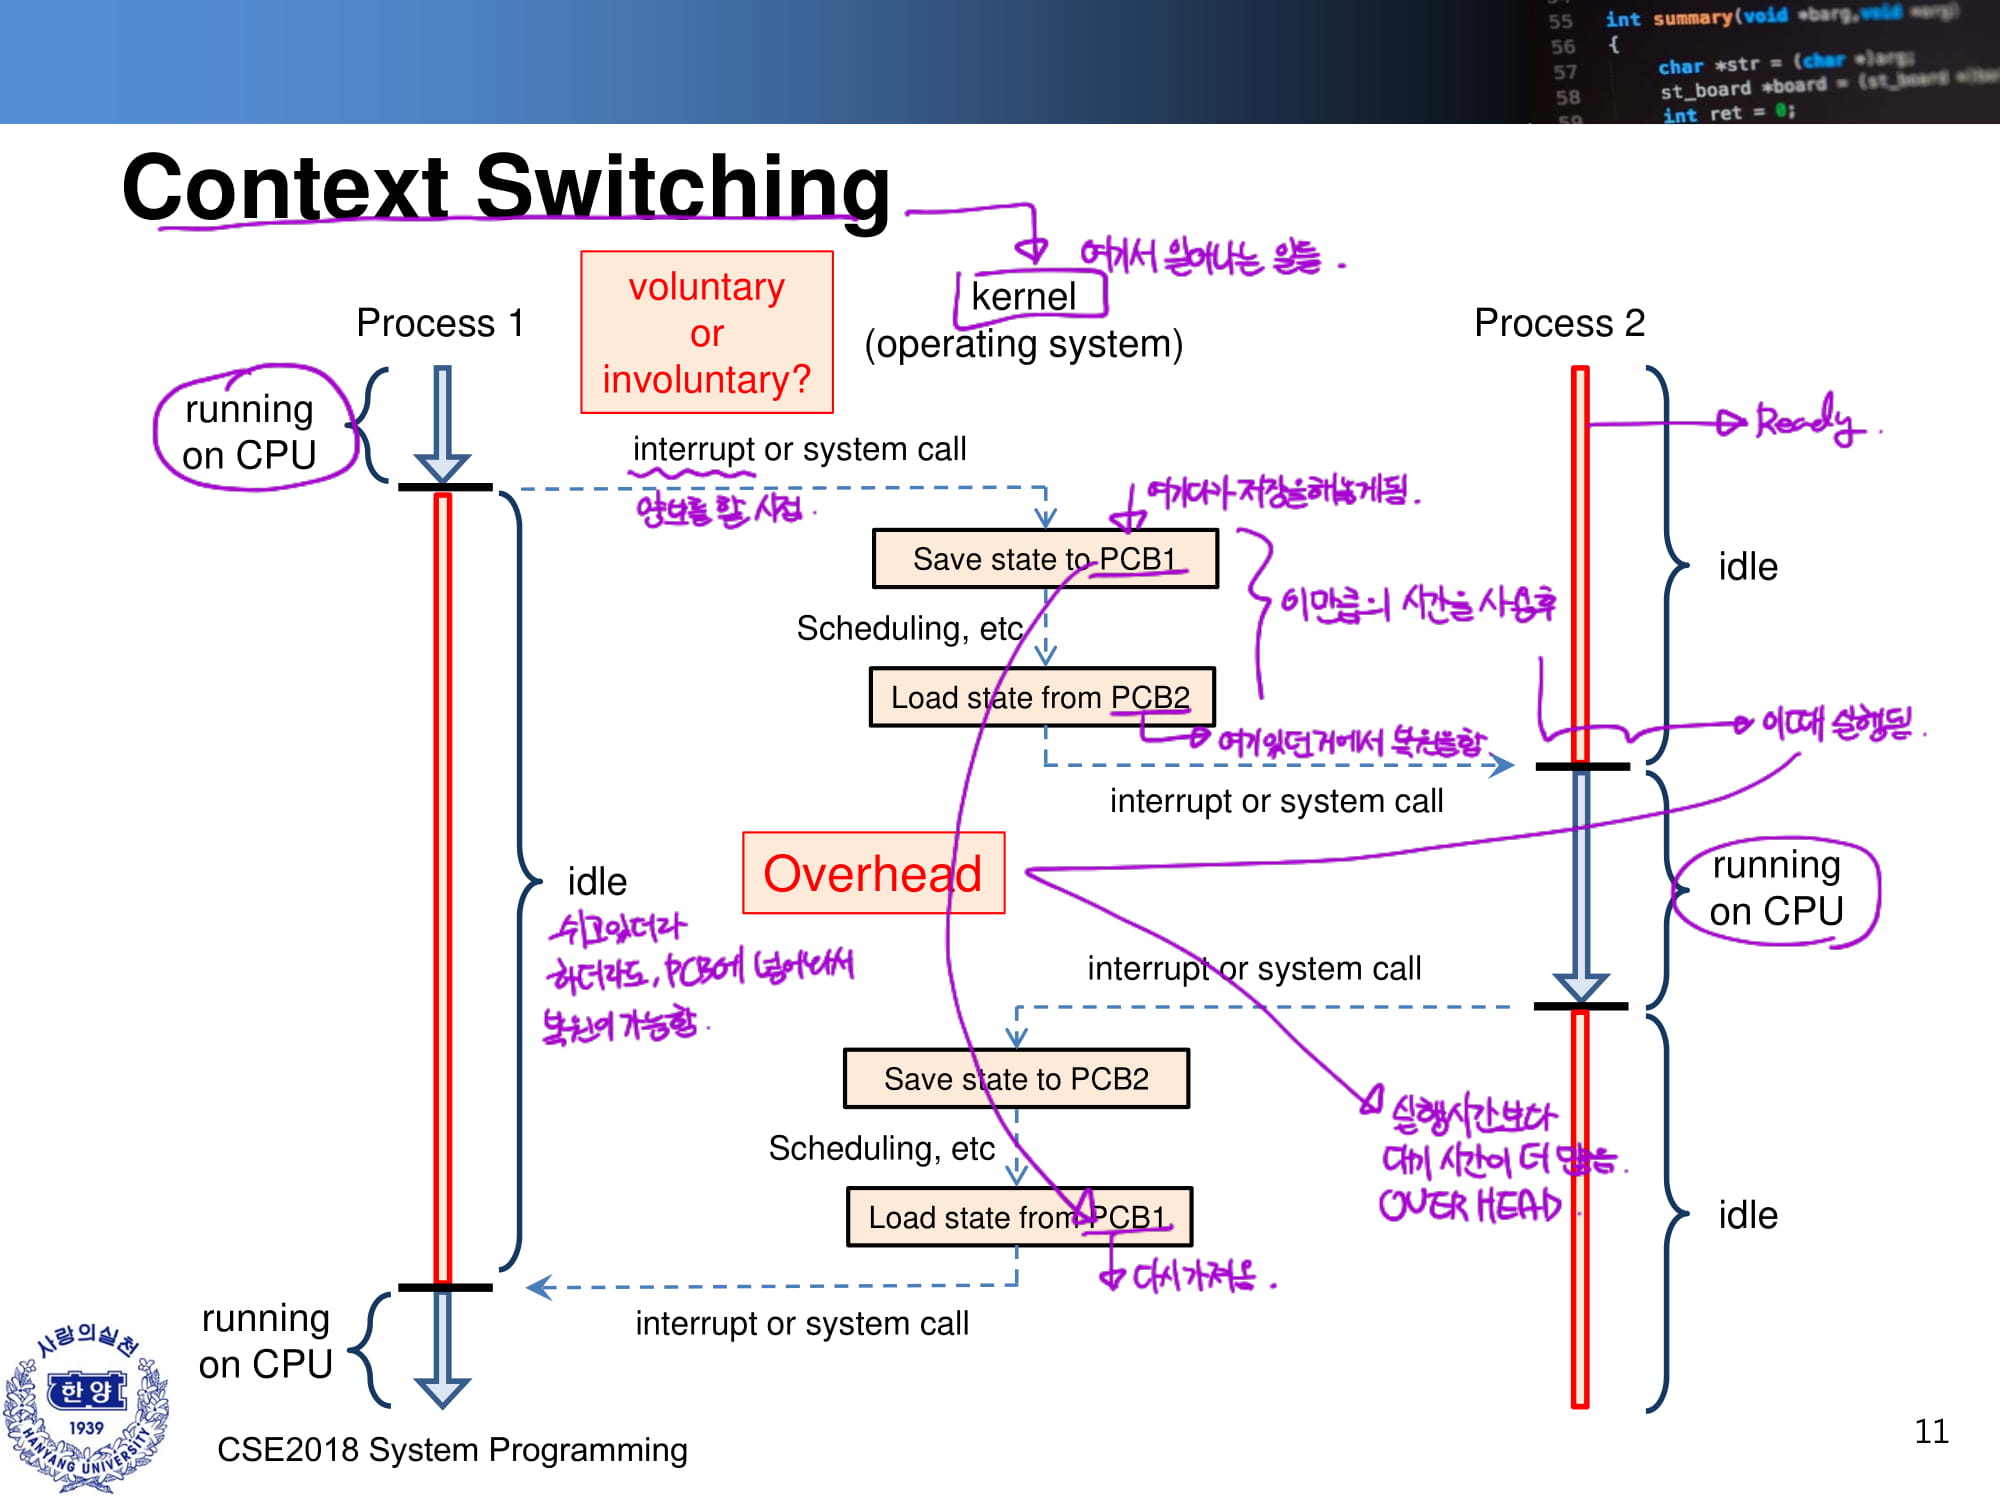 55 int summary(void *barg,void *arg)
56 {
57 char *str = (char *)arg;
58 st_board *board = (st_board *)
59 int ret = 0;
Context Switching
여기서 일어나는 일들.
voluntary
or
involuntary?
kernel
(operating system)
Process 1
Process 2
running
on CPU
Ready.
interrupt or system call
양보를 할 시점.
여기다가 저장을해놓게됨.
Save state to PCB1
idle
이만큼의 시간을 사용후
Scheduling, etc
Load state from PCB2
여기있던거에서 복원을함
이때 실행됨.
interrupt or system call
Overhead
idle
쉬고있더라
하더라도, PCB에 넣어놔서
복원이 가능함.
running
on CPU
interrupt or system call
Save state to PCB2
실행시간보다
대기 시간이 더 많음.
OVER HEAD.
Scheduling, etc
Load state from PCB1
idle
다시가져옴.
interrupt or system call
running
on CPU
사랑의실천
한양
1939
HANYANG UNIVERSITY
CSE2018 System Programming
11